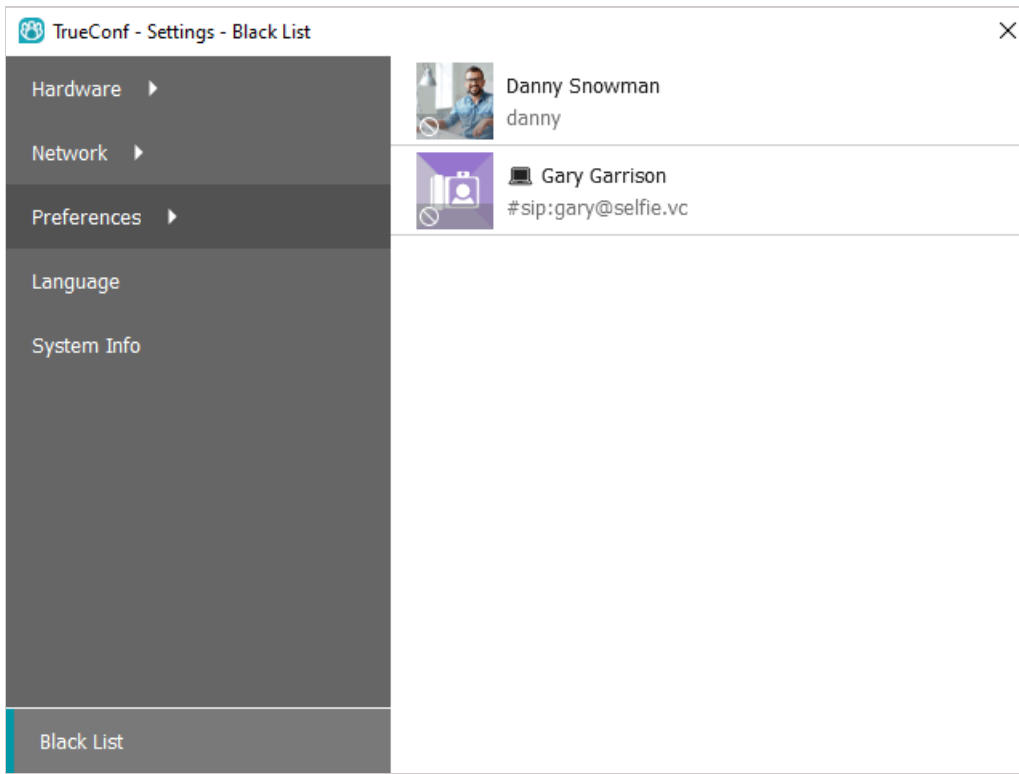 TrueConf - Settings - Black List
Hardware
Network
Preferences
Language
System Info
Black List
Danny Snowman
danny
Gary Garrison
#sip:gary@selfie.vc